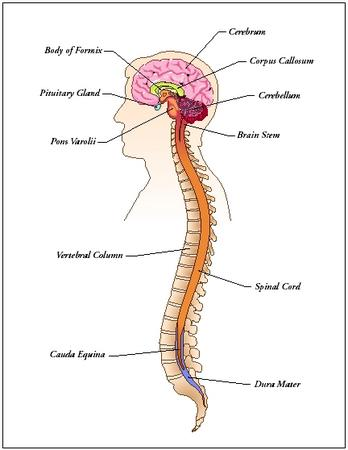 Cerebrum
Body of Formix
Corpus Callosum
Pituitary Gland
Cerebellum
Pons Varolii
Brain Stem
Vertebral Column
Spinal Cord
Cauda Equina
Dura Mater